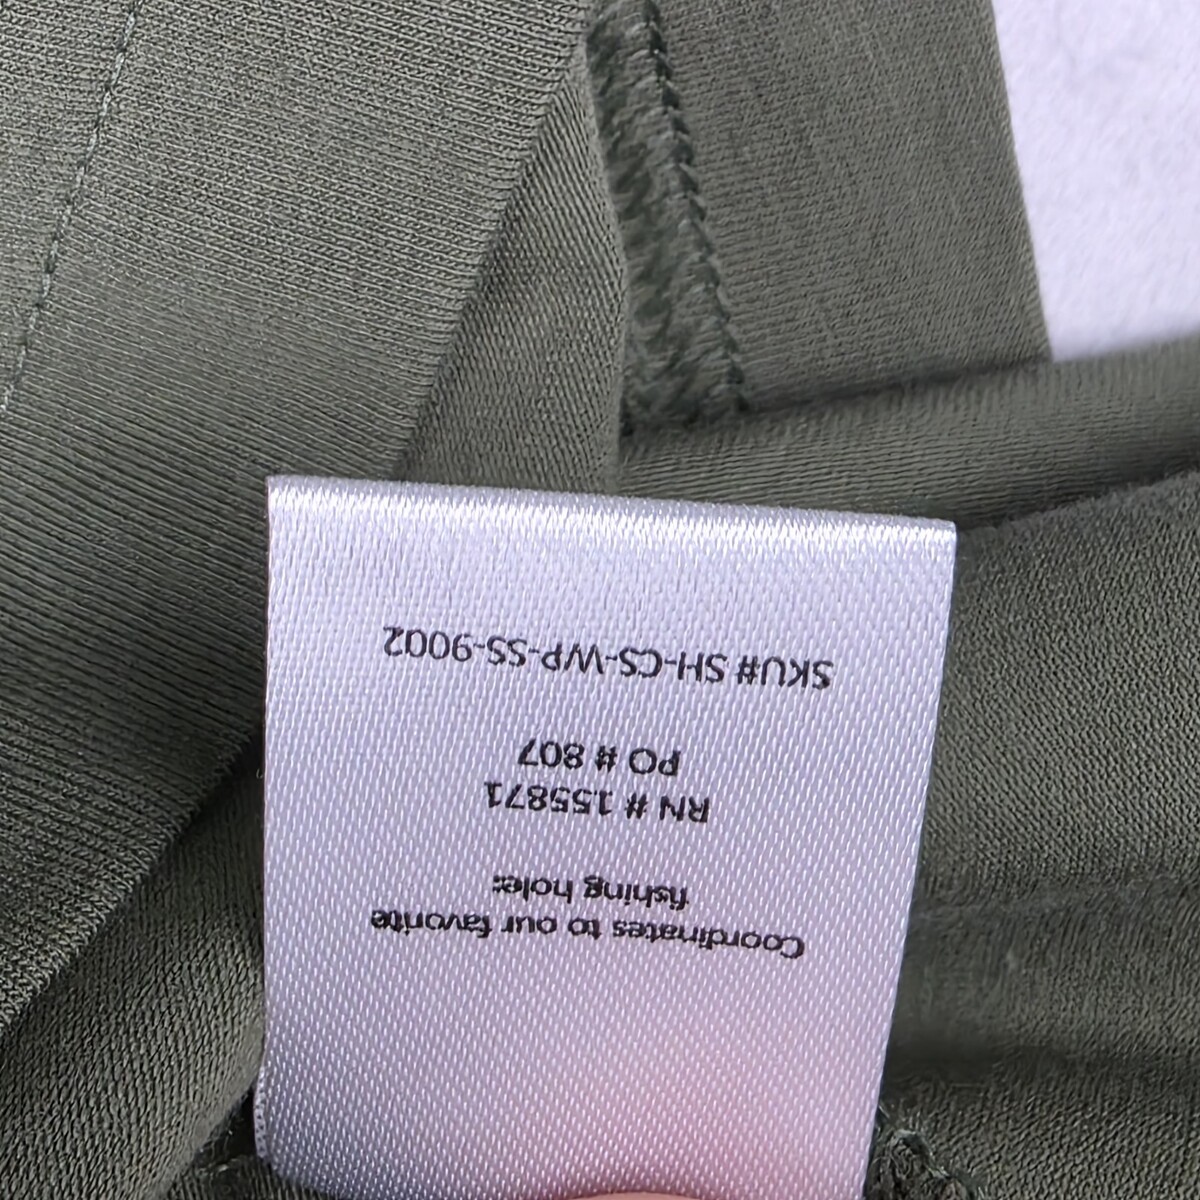 Coordinates to our favorite
fishing hole:
RN # 155871
PO # 807
SKU# SH-CS-WP-SS-9002